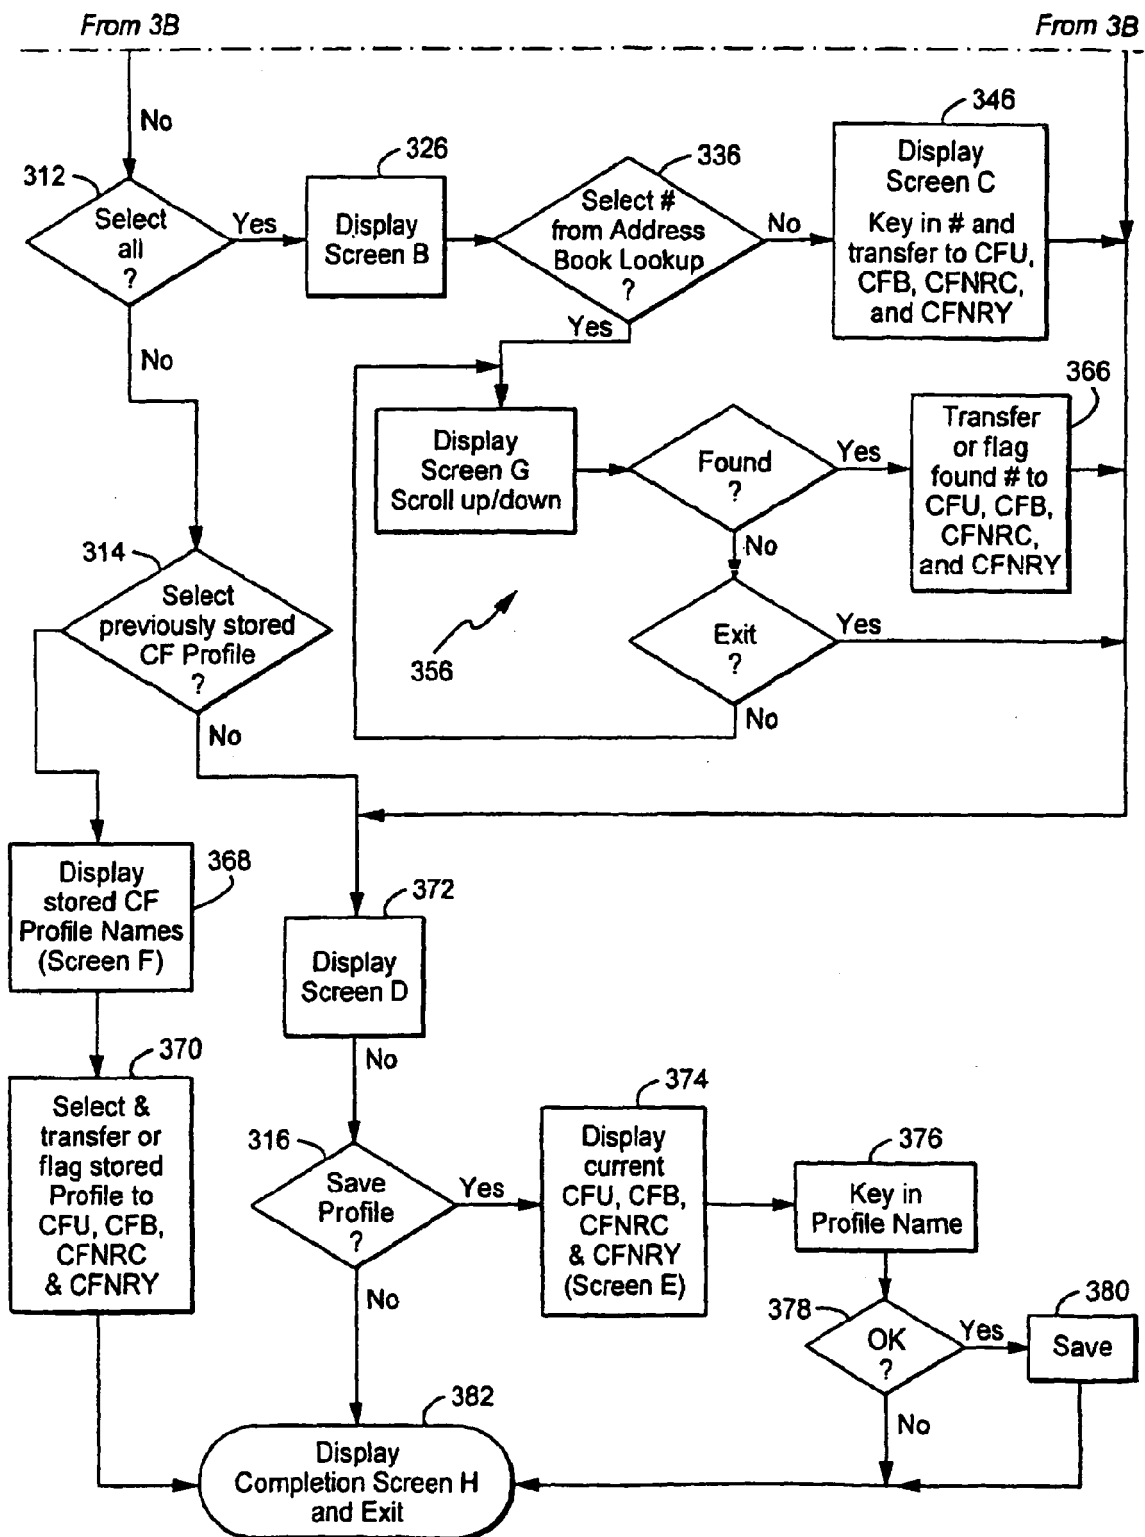 From 3B
From 3B
No
312
Select
all
?
Yes
326
Display
Screen B
336
Select #
from Address
Book Lookup
?
No
346
Display
Screen C
Key in # and
transfer to CFU,
CFB, CFNRC,
and CFNRY
Yes
No
Display
Screen G
Scroll up/down
Found
?
Yes
366
Transfer
or flag
found # to
CFU, CFB,
CFNRC,
and CFNRY
No
356
Exit
?
Yes
No
314
Select
previously stored
CF Profile
?
No
Display
stored CF
Profile Names
(Screen F)
368
372
Display
Screen D
No
370
Select &
transfer or
flag stored
Profile to
CFU, CFB,
CFNRC
& CFNRY
316
Save
Profile
?
Yes
374
Display
current
CFU, CFB,
CFNRC
& CFNRY
(Screen E)
376
Key in
Profile Name
No
378
OK
?
Yes
380
Save
No
382
Display
Completion Screen H
and Exit